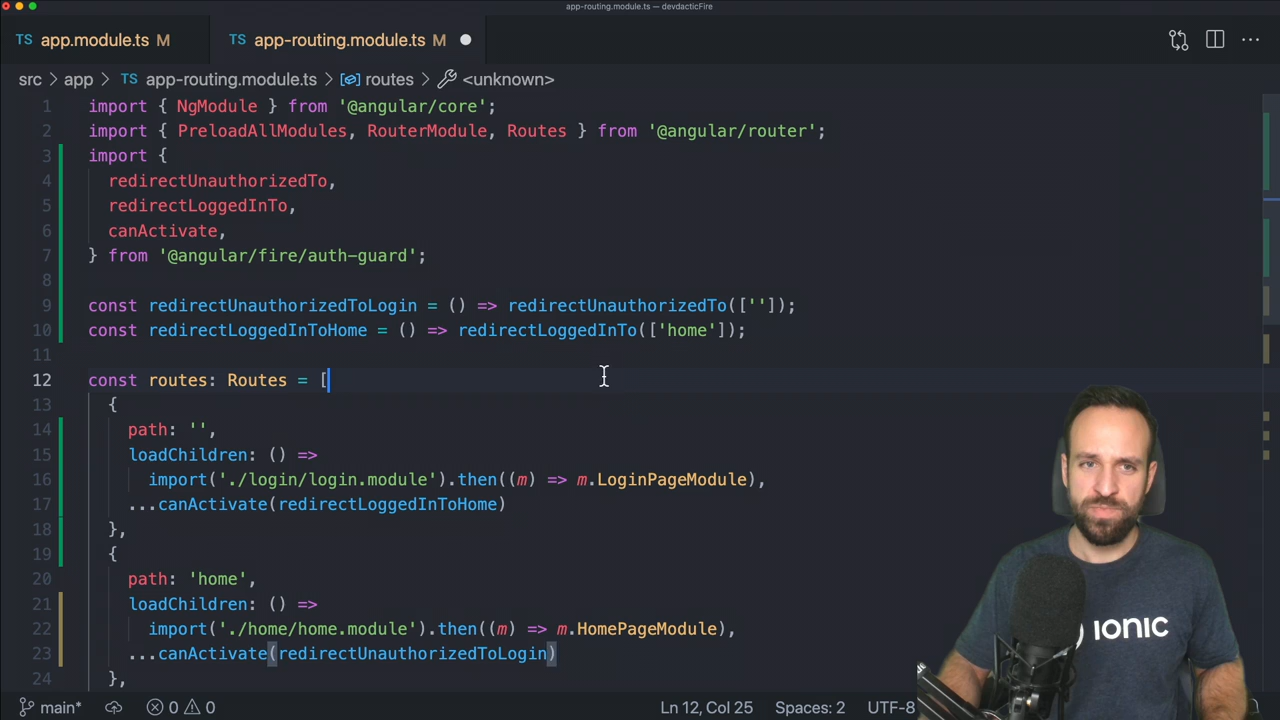 app-routing.module.ts — devdacticFire
TS app.module.ts M
TS app-routing.module.ts M
src > app > TS app-routing.module.ts > routes > <unknown>
1 import { NgModule } from '@angular/core';
2 import { PreloadAllModules, RouterModule, Routes } from '@angular/router';
3 import {
4 redirectUnauthorizedTo,
5 redirectLoggedInTo,
6 canActivate,
7 } from '@angular/fire/auth-guard';
8
9 const redirectUnauthorizedToLogin = () => redirectUnauthorizedTo(['']);
10 const redirectLoggedInToHome = () => redirectLoggedInTo(['home']);
11
12 const routes: Routes = [
13 {
14 path: '',
15 loadChildren: () =>
16 import('./login/login.module').then((m) => m.LoginPageModule),
17 ...canActivate(redirectLoggedInToHome)
18 },
19 {
20 path: 'home',
21 loadChildren: () =>
22 import('./home/home.module').then((m) => m.HomePageModule),
23 ...canActivate(redirectUnauthorizedToLogin)
24 },
IONIC
main* 0 0 Ln 12, Col 25 Spaces: 2 UTF-8